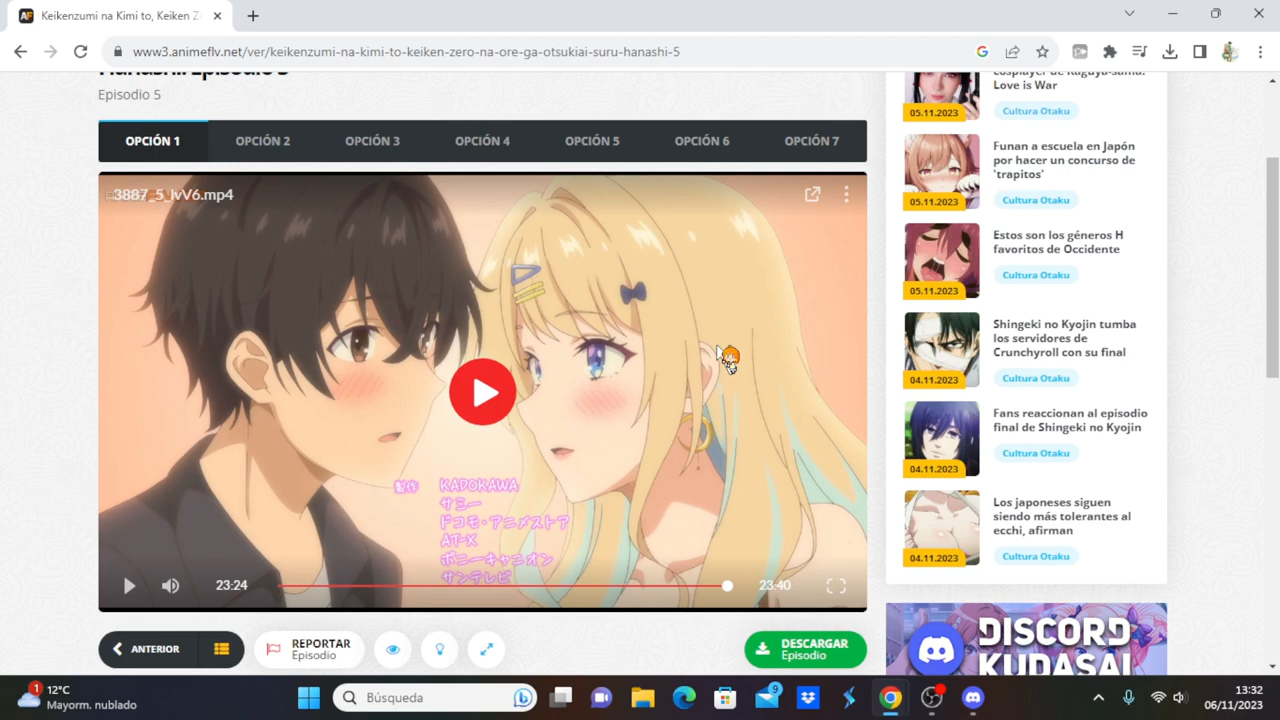 Keikenzumi na Kimi to, Keiken Ze
www3.animeflv.net/ver/keikenzumi-na-kimi-to-keiken-zero-na-ore-ga-otsukiai-suru-hanashi-5
Hanashi. Episodio 5
Episodio 5
OPCIÓN 1
OPCIÓN 2
OPCIÓN 3
OPCIÓN 4
OPCIÓN 5
OPCIÓN 6
OPCIÓN 7
3887_5_lvV6.mp4
製作
KADOKAWA
サミー
ドコモ・アニメストア
AT-X
ポニーキャニオン
サンテレビ
23:24
23:40
ANTERIOR
REPORTAR
Episodio
DESCARGAR
Episodio
cosplayer de Kaguya-sama:
Love is War
Cultura Otaku
05.11.2023
Funan a escuela en Japón
por hacer un concurso de
'trapitos'
Cultura Otaku
05.11.2023
Estos son los géneros H
favoritos de Occidente
Cultura Otaku
05.11.2023
Shingeki no Kyojin tumba
los servidores de
Crunchyroll con su final
Cultura Otaku
04.11.2023
Fans reaccionan al episodio
final de Shingeki no Kyojin
Cultura Otaku
04.11.2023
Los japoneses siguen
siendo más tolerantes al
ecchi, afirman
Cultura Otaku
04.11.2023
DISCORD
KUDASAI
1
12°C
Mayorm. nublado
Búsqueda
9
13:32
06/11/2023